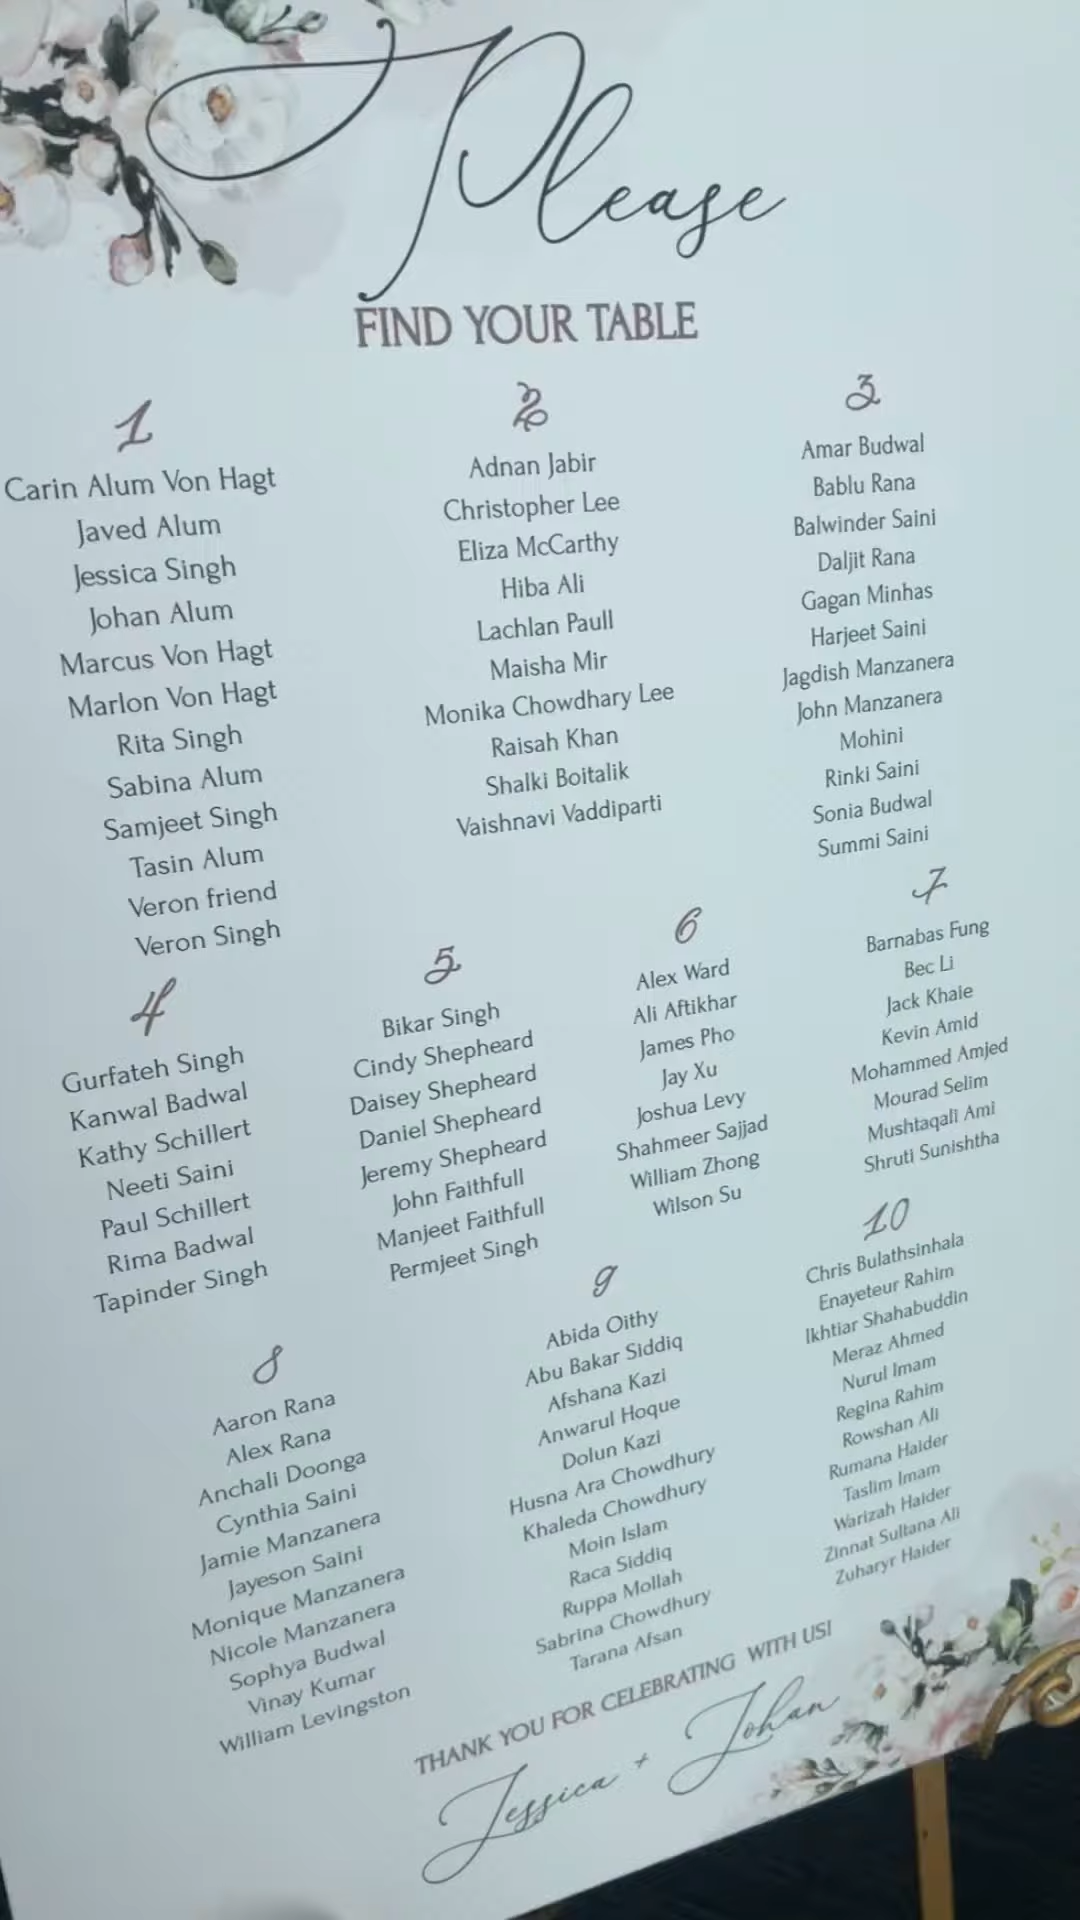 Please
FIND YOUR TABLE
1
Carin Alum Von Hagt
Javed Alum
Jessica Singh
Johan Alum
Marcus Von Hagt
Marlon Von Hagt
Rita Singh
Sabina Alum
Samjeet Singh
Tasin Alum
Veron friend
Veron Singh
2
Adnan Jabir
Christopher Lee
Eliza McCarthy
Hiba Ali
Lachlan Paull
Maisha Mir
Monika Chowdhary Lee
Raisah Khan
Shalki Boitalik
Vaishnavi Vaddiparti
3
Amar Budwal
Bablu Rana
Balwinder Saini
Daljit Rana
Gagan Minhas
Harjeet Saini
Jagdish Manzanera
John Manzanera
Mohini
Rinki Saini
Sonia Budwal
Summi Saini
4
Gurfateh Singh
Kanwal Badwal
Kathy Schillert
Neeti Saini
Paul Schillert
Rima Badwal
Tapinder Singh
5
Bikar Singh
Cindy Shepheard
Daisey Shepheard
Daniel Shepheard
Jeremy Shepheard
John Faithfull
Manjeet Faithfull
Permjeet Singh
6
Alex Ward
Ali Aftikhar
James Pho
Jay Xu
Joshua Levy
Shahmeer Sajjad
William Zhong
Wilson Su
7
Barnabas Fung
Bec Li
Jack Khaie
Kevin Amid
Mohammed Amjed
Mourad Selim
Mushtaqali Ami
Shruti Sunishtha
8
Aaron Rana
Alex Rana
Anchali Doonga
Cynthia Saini
Jamie Manzanera
Jayeson Saini
Monique Manzanera
Nicole Manzanera
Sophya Budwal
Vinay Kumar
William Levingston
9
Abida Oithy
Abu Bakar Siddiq
Afshana Kazi
Anwarul Hoque
Dolun Kazi
Husna Ara Chowdhury
Khaleda Chowdhury
Moin Islam
Raca Siddiq
Ruppa Mollah
Sabrina Chowdhury
Tarana Afsan
10
Chris Bulathsinhala
Enayeteur Rahim
Ikhtiar Shahabuddin
Meraz Ahmed
Nurul Imam
Regina Rahim
Rowshan Ali
Rumana Haider
Taslim Imam
Warizah Haider
Zinnat Sultana Ali
Zuharyr Haider
THANK YOU FOR CELEBRATING WITH US!
Jessica + Johan